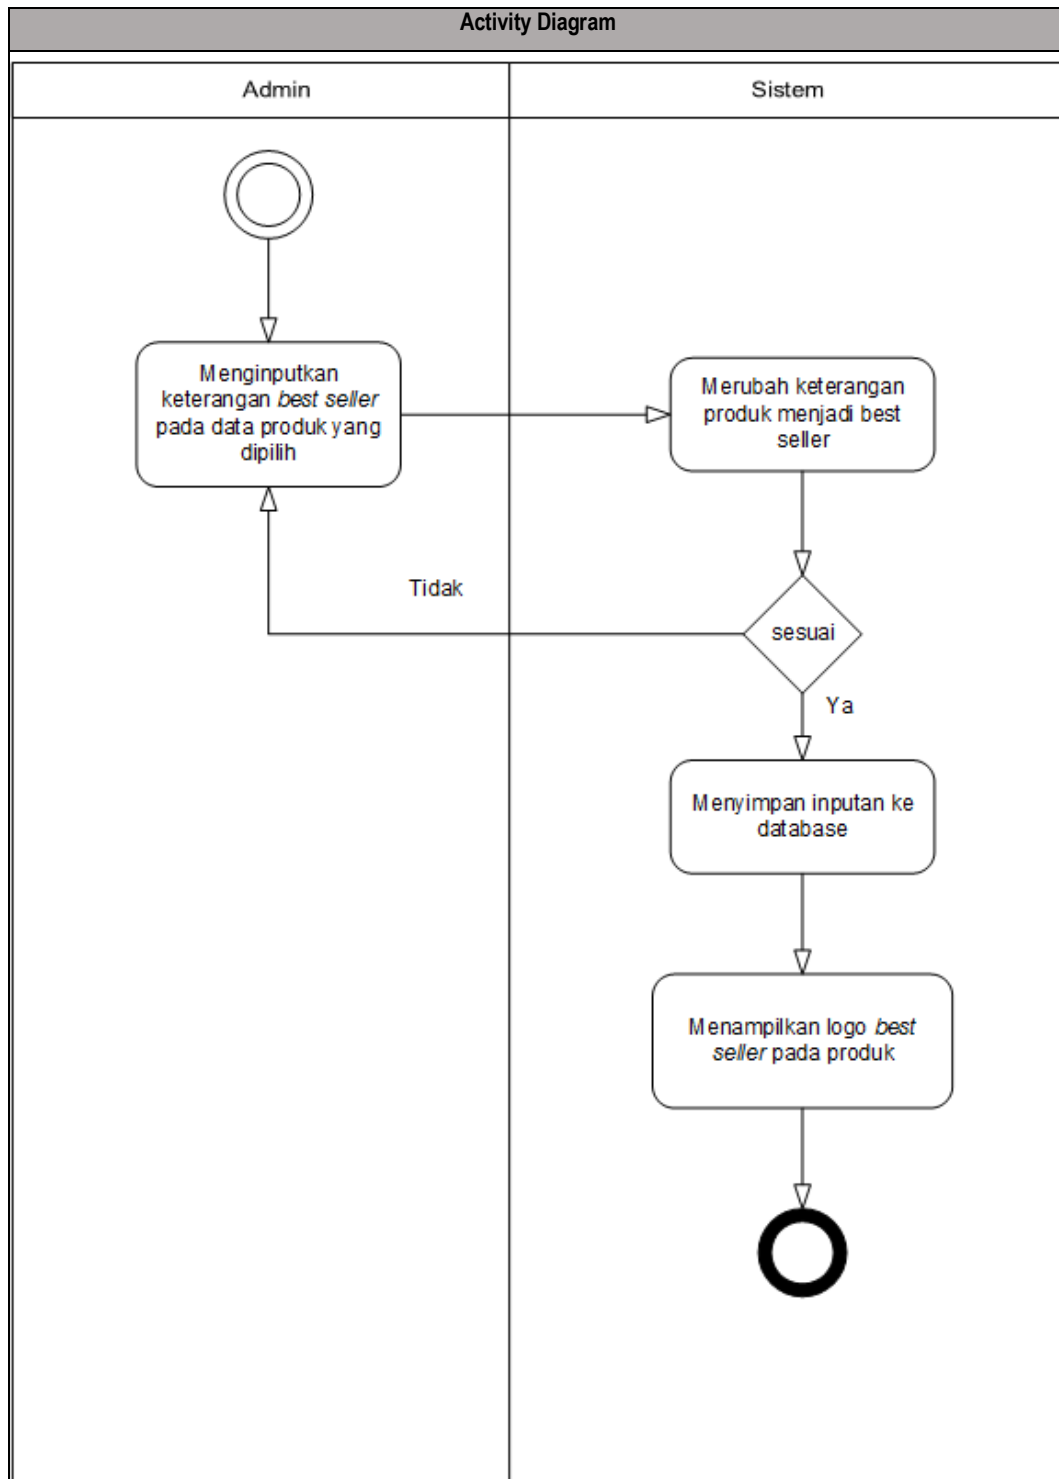 Activity Diagram
Admin
Sistem
Menginputkan
keterangan best seller
pada data produk yang
dipilih
Merubah keterangan
produk menjadi best
seller
Tidak
sesuai
Ya
Menyimpan inputan ke
database
Menampilkan logo best
seller pada produk